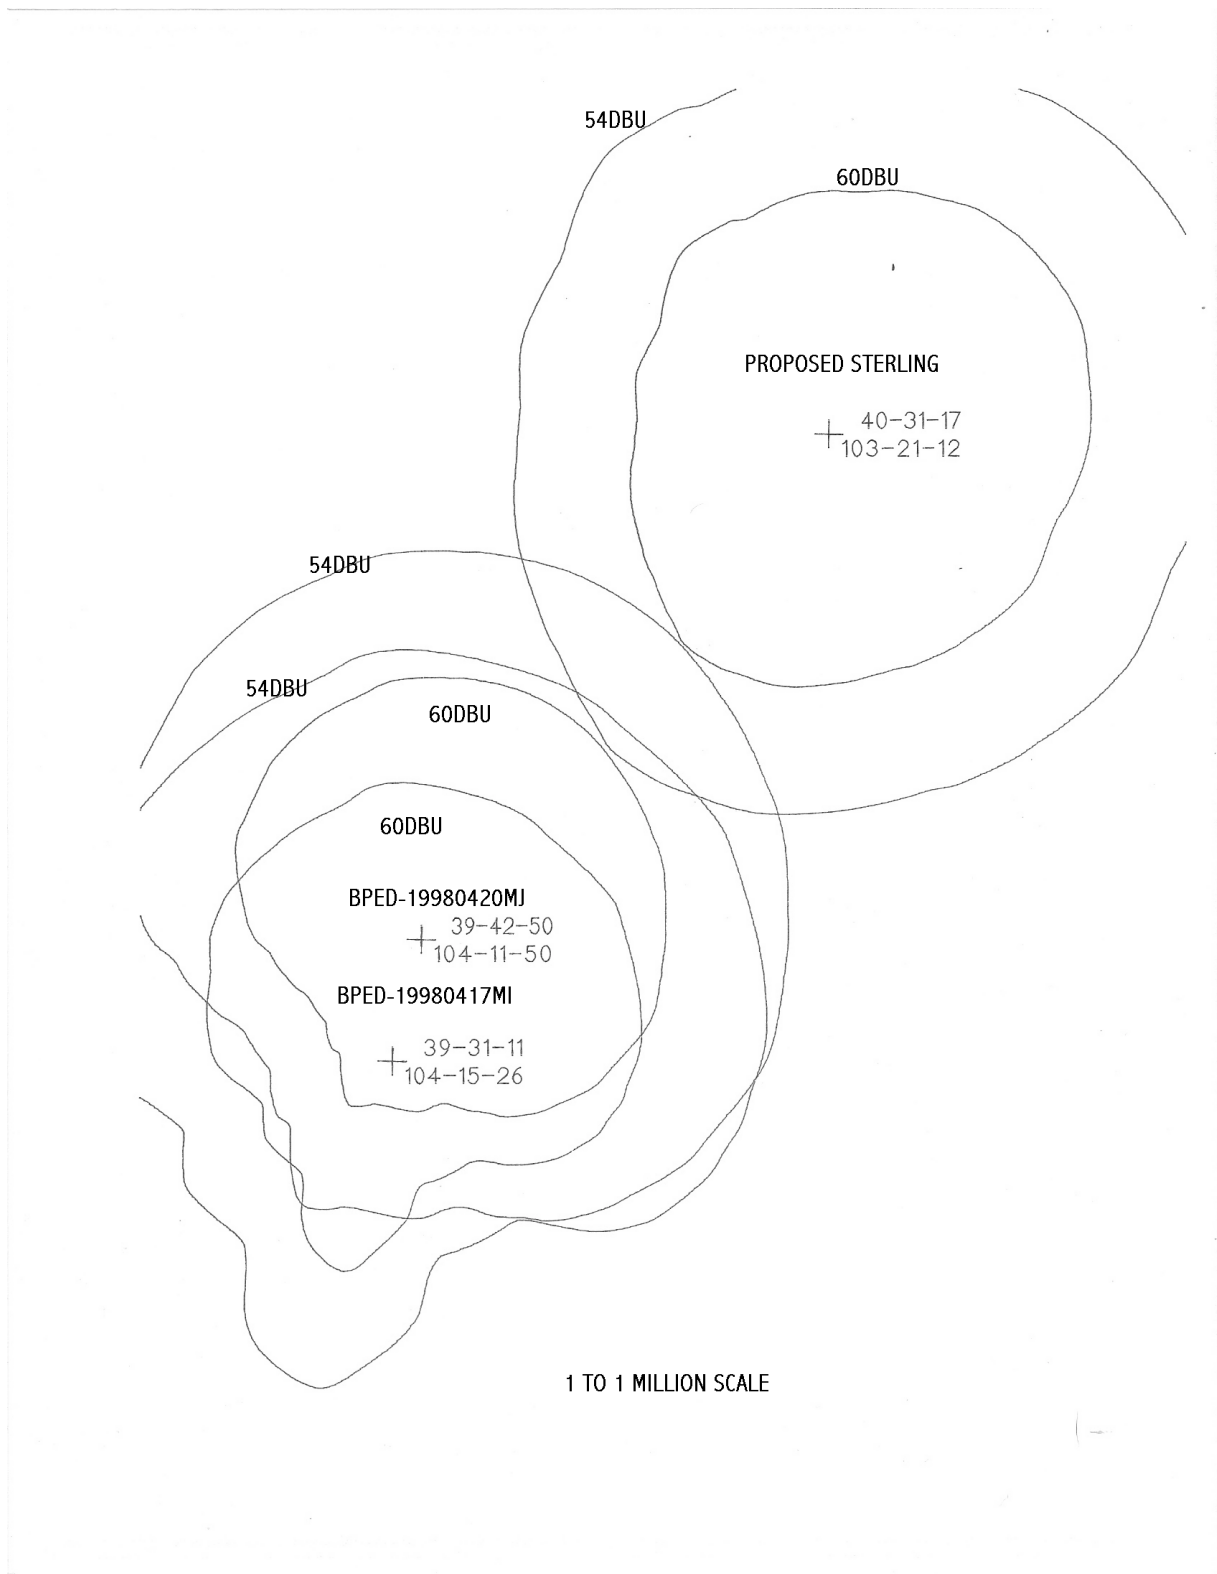 54DBU
60DBU
PROPOSED STERLING
40-31-17
103-21-12
54DBU
54DBU
60DBU
60DBU
BPED-19980420MJ
39-42-50
104-11-50
BPED-19980417MI
39-31-11
104-15-26
1 TO 1 MILLION SCALE